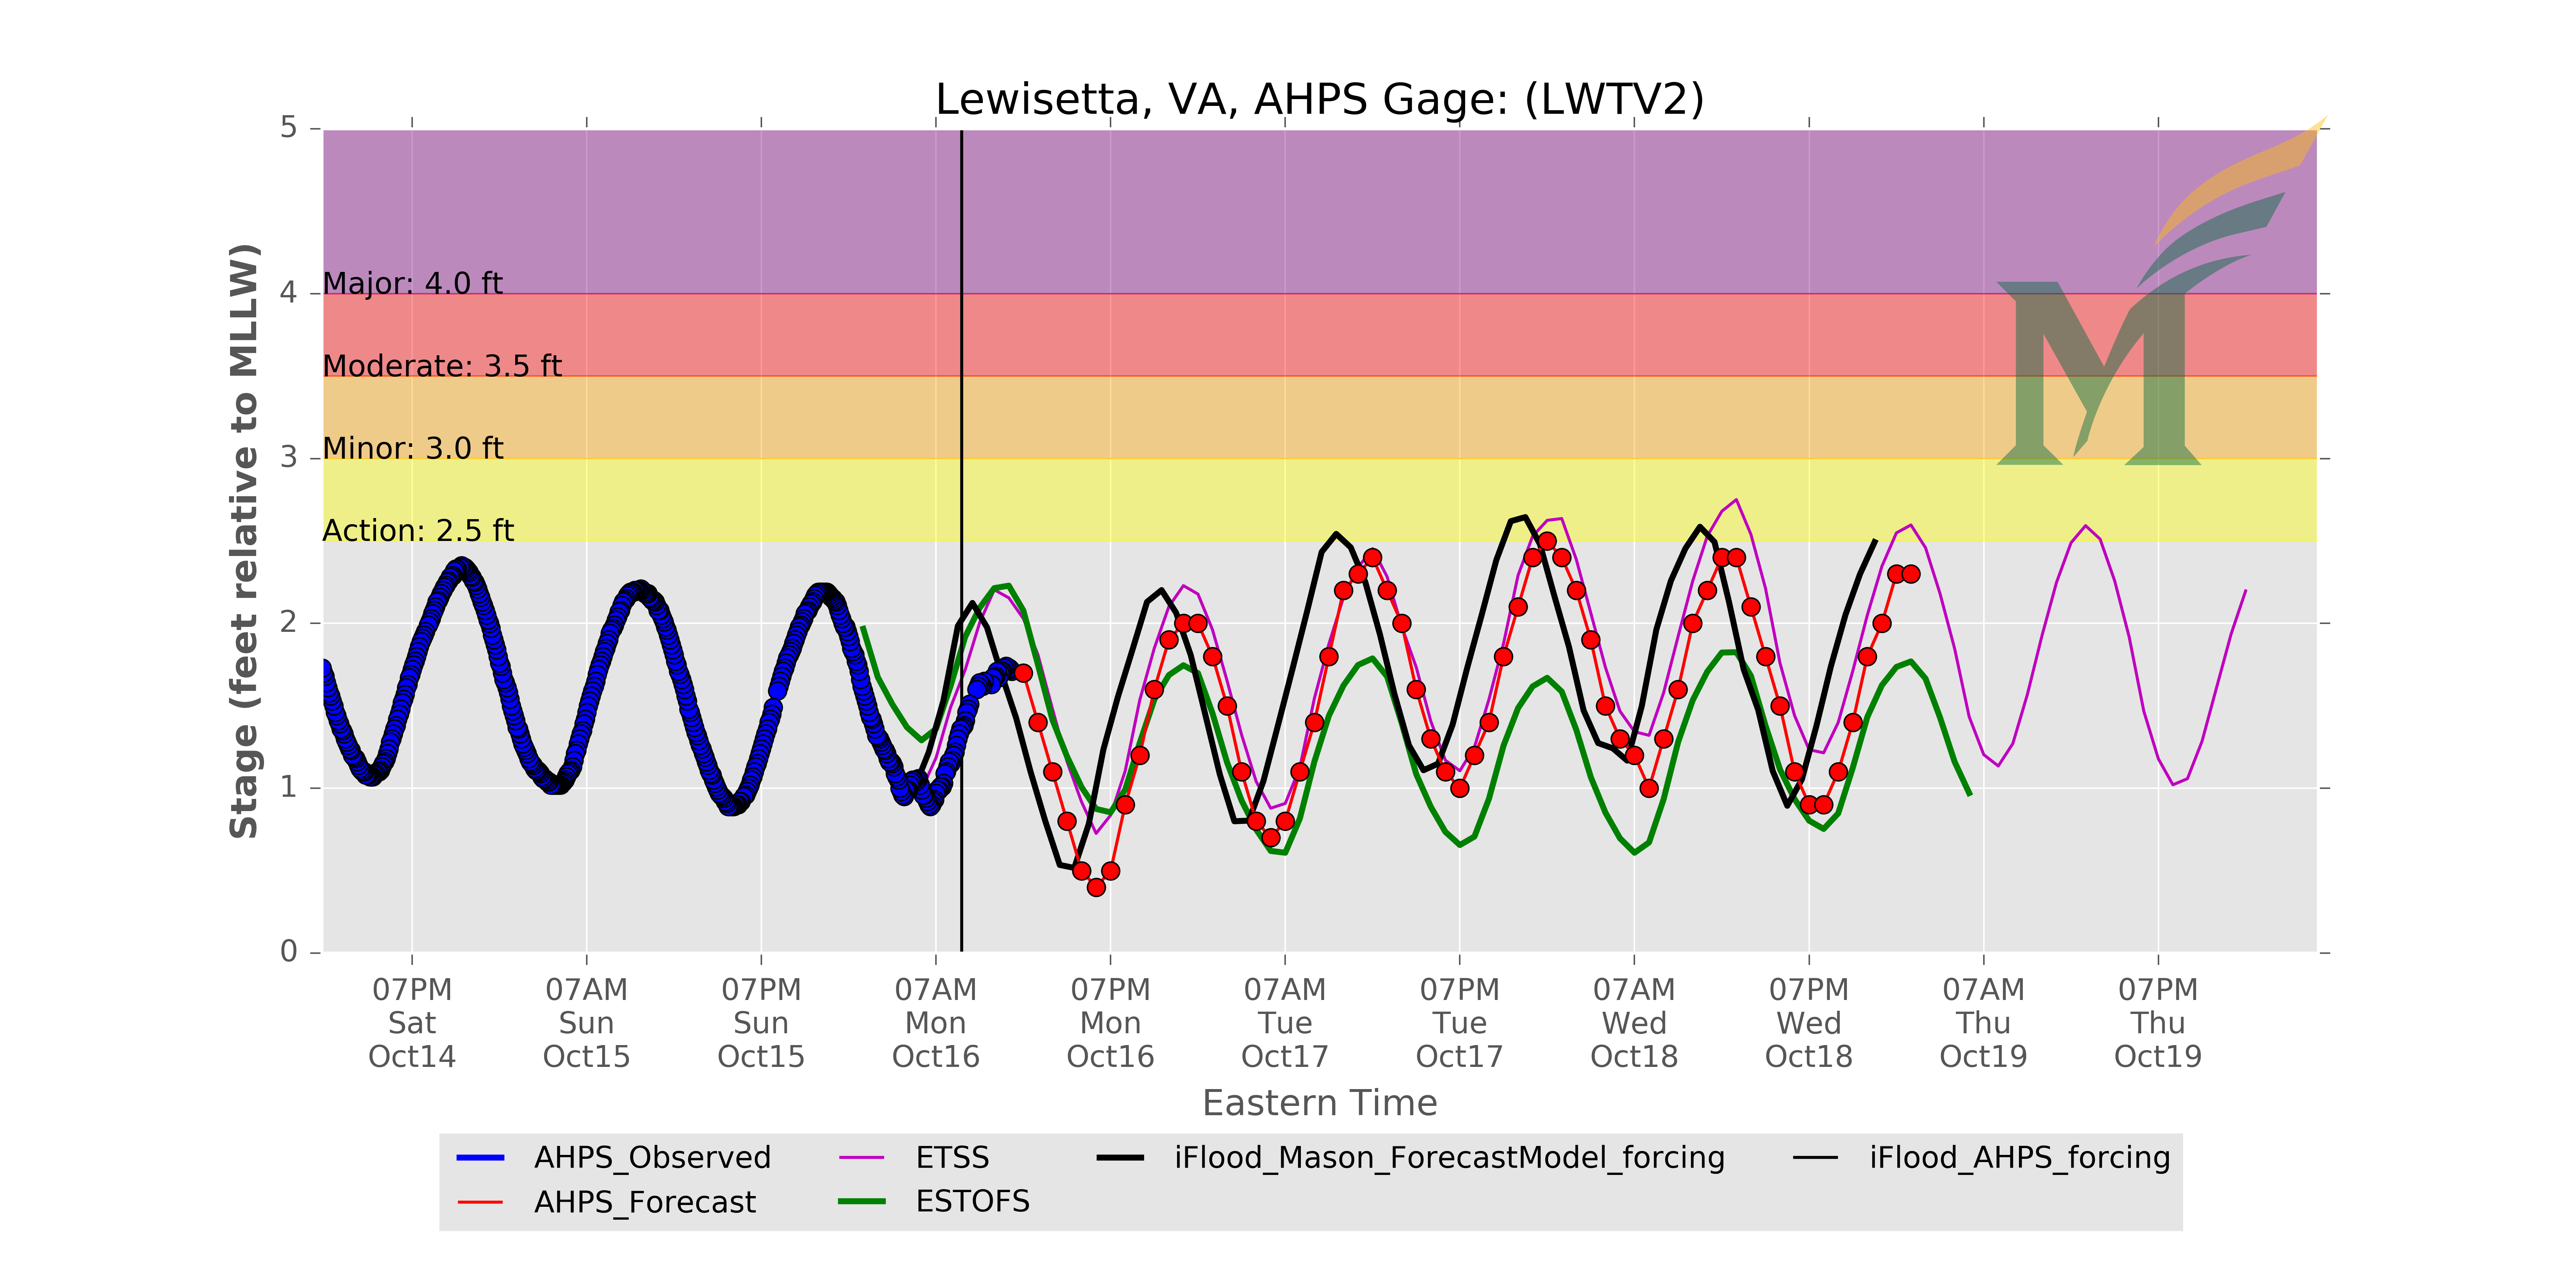 Lewisetta, VA, AHPS Gage: (LWTV2)
Stage (feet relative to MLLW)
5
4
3
2
1
0
Major: 4.0 ft
Moderate: 3.5 ft
Minor: 3.0 ft
Action: 2.5 ft
M
07PM 07AM 07PM 07AM 07PM 07AM 07PM 07AM 07PM 07AM 07PM
Sat Sun Sun Mon Mon Tue Tue Wed Wed Thu Thu
Oct14 Oct15 Oct15 Oct16 Oct16 Oct17 Oct17 Oct18 Oct18 Oct19 Oct19
Eastern Time
AHPS_Observed ETSS iFlood_Mason_ForecastModel_forcing iFlood_AHPS_forcing
AHPS_Forecast ESTOFS